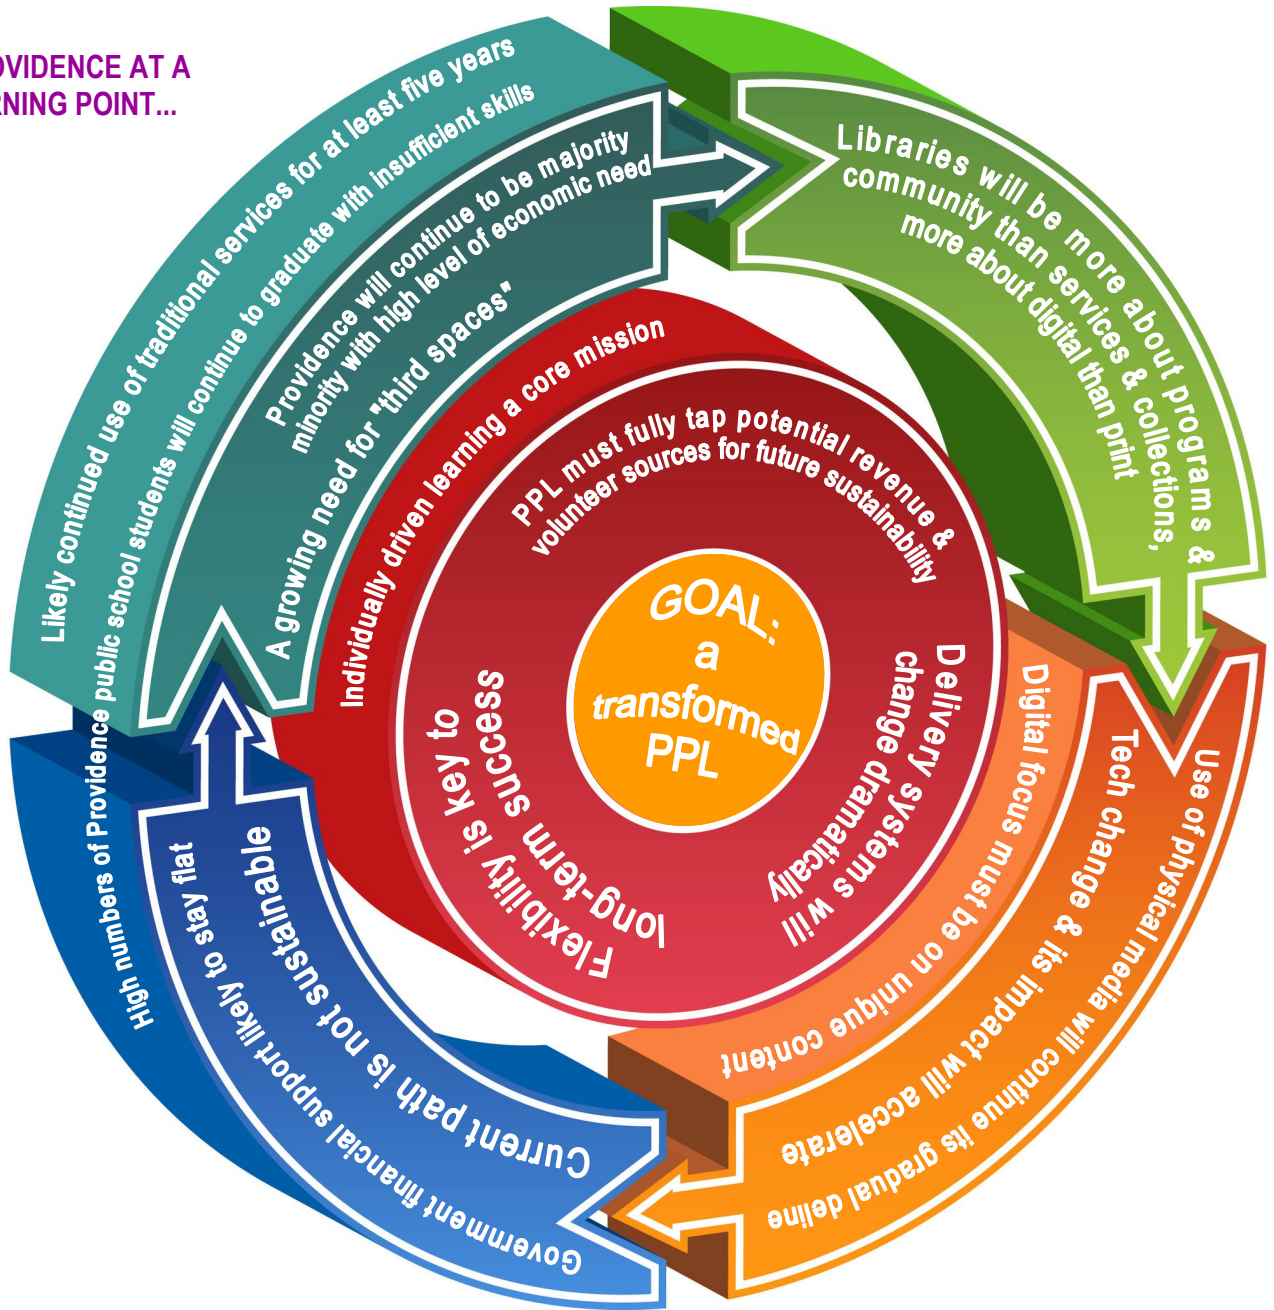 OVIDENCE AT A
RNING POINT...
Likely continued use of traditional services for at least five years
High numbers of Providence public school students will continue to graduate with insufficient skills
Providence will continue to be majority
minority with high level of economic need
A growing need for "third spaces"
Libraries will be more about programs &
community than services & collections,
more about digital than print
Use of physical media will continue its gradual deline
Tech change & its impact will accelerate
Digital focus must be on unique content
Current path is not sustainable
Government financial support likely to stay flat
Individually driven learning a core mission
PPL must fully tap potential revenue &
volunteer sources for future sustainability
Delivery systems will
change dramatically
Flexibility is key to
long-term success
GOAL:
a
transformed
PPL